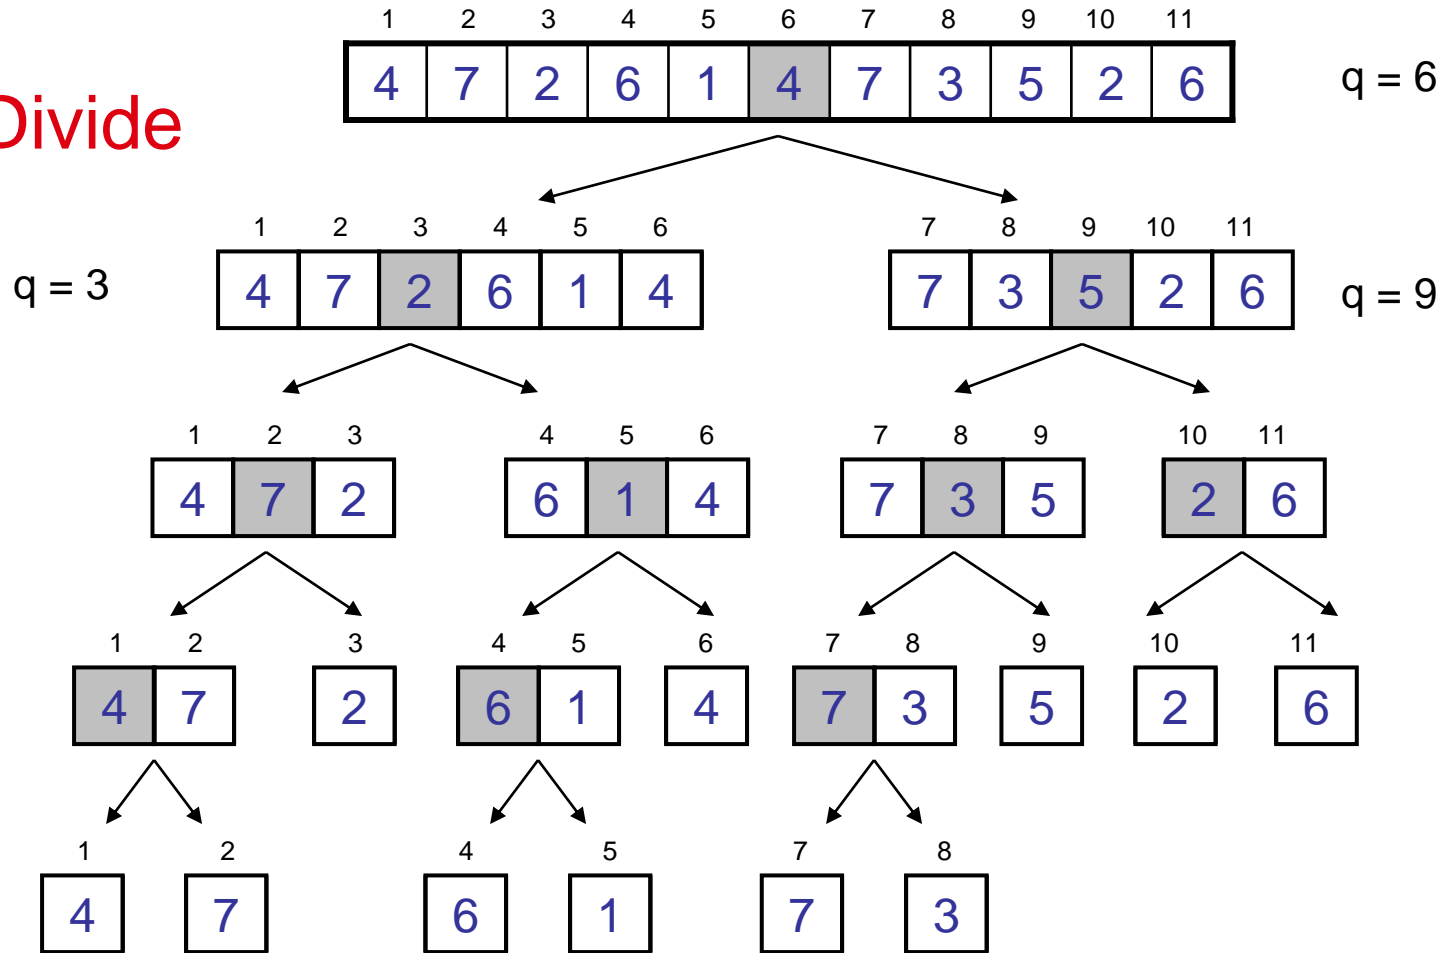 1 2 3 4 5 6 7 8 9 10 11
4 7 2 6 1 4 7 3 5 2 6 q = 6
Divide
1 2 3 4 5 6 7 8 9 10 11
q = 3 4 7 2 6 1 4 7 3 5 2 6 q = 9
1 2 3 4 5 6 7 8 9 10 11
4 7 2 6 1 4 7 3 5 2 6
1 2 3 4 5 6 7 8 9 10 11
4 7 2 6 1 4 7 3 5 2 6
1 2 4 5 7 8
4 7 6 1 7 3